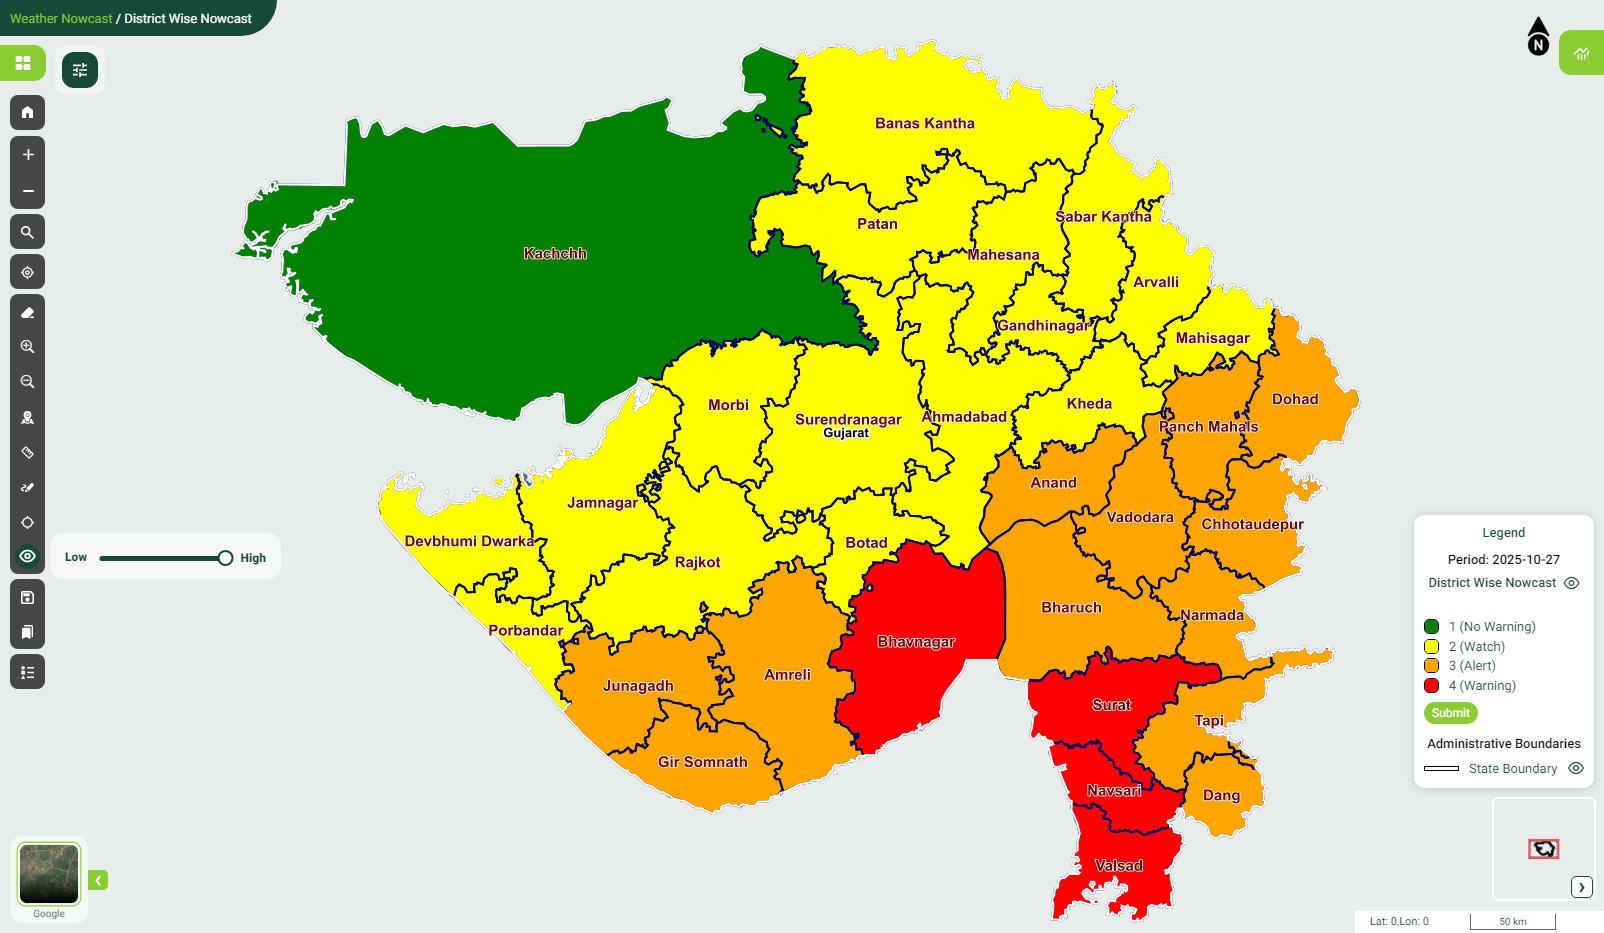 Weather Nowcast / District Wise Nowcast
N
Banas Kantha
Patan
Sabar Kantha
Kachchh
Mahesana
Arvalli
Gandhinagar
Mahisagar
Dohad
Morbi
Kheda
Surendranagar
Ahmadabad
Panch Mahals
Gujarat
Anand
Jamnagar
Vadodara
Chhotaudepur
Devbhumi Dwarka
Botad
Rajkot
Bharuch
Narmada
Porbandar
Bhavnagar
Amreli
Junagadh
Surat
Tapi
Gir Somnath
Navsari
Dang
Valsad
Low
High
Legend
Period: 2025-10-27
District Wise Nowcast
1 (No Warning)
2 (Watch)
3 (Alert)
4 (Warning)
Submit
Administrative Boundaries
State Boundary
Google
Lat: 0,Lon: 0
50 km